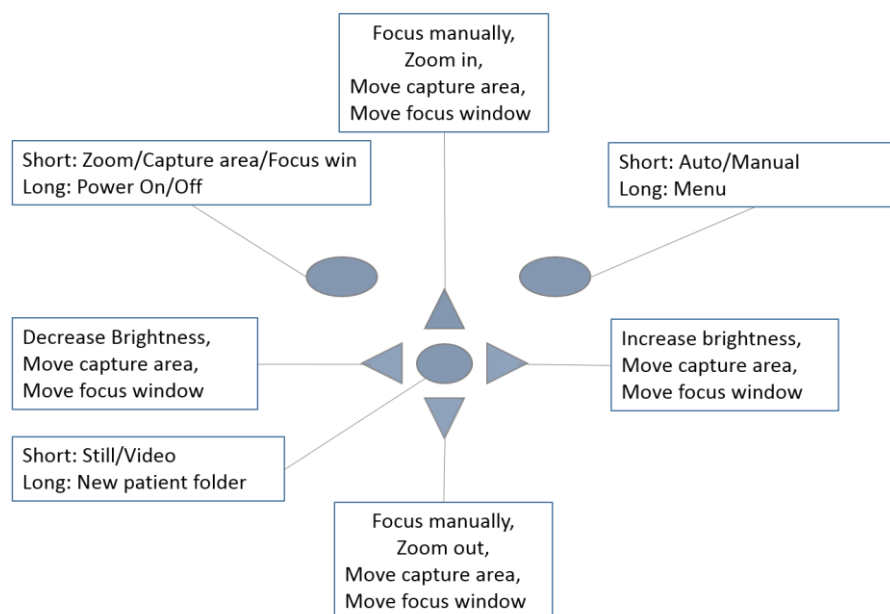 Focus manually,
Zoom in,
Move capture area,
Move focus window
Short: Zoom/Capture area/Focus win
Long: Power On/Off
Short: Auto/Manual
Long: Menu
Decrease Brightness,
Move capture area,
Move focus window
Increase brightness,
Move capture area,
Move focus window
Short: Still/Video
Long: New patient folder
Focus manually,
Zoom out,
Move capture area,
Move focus window